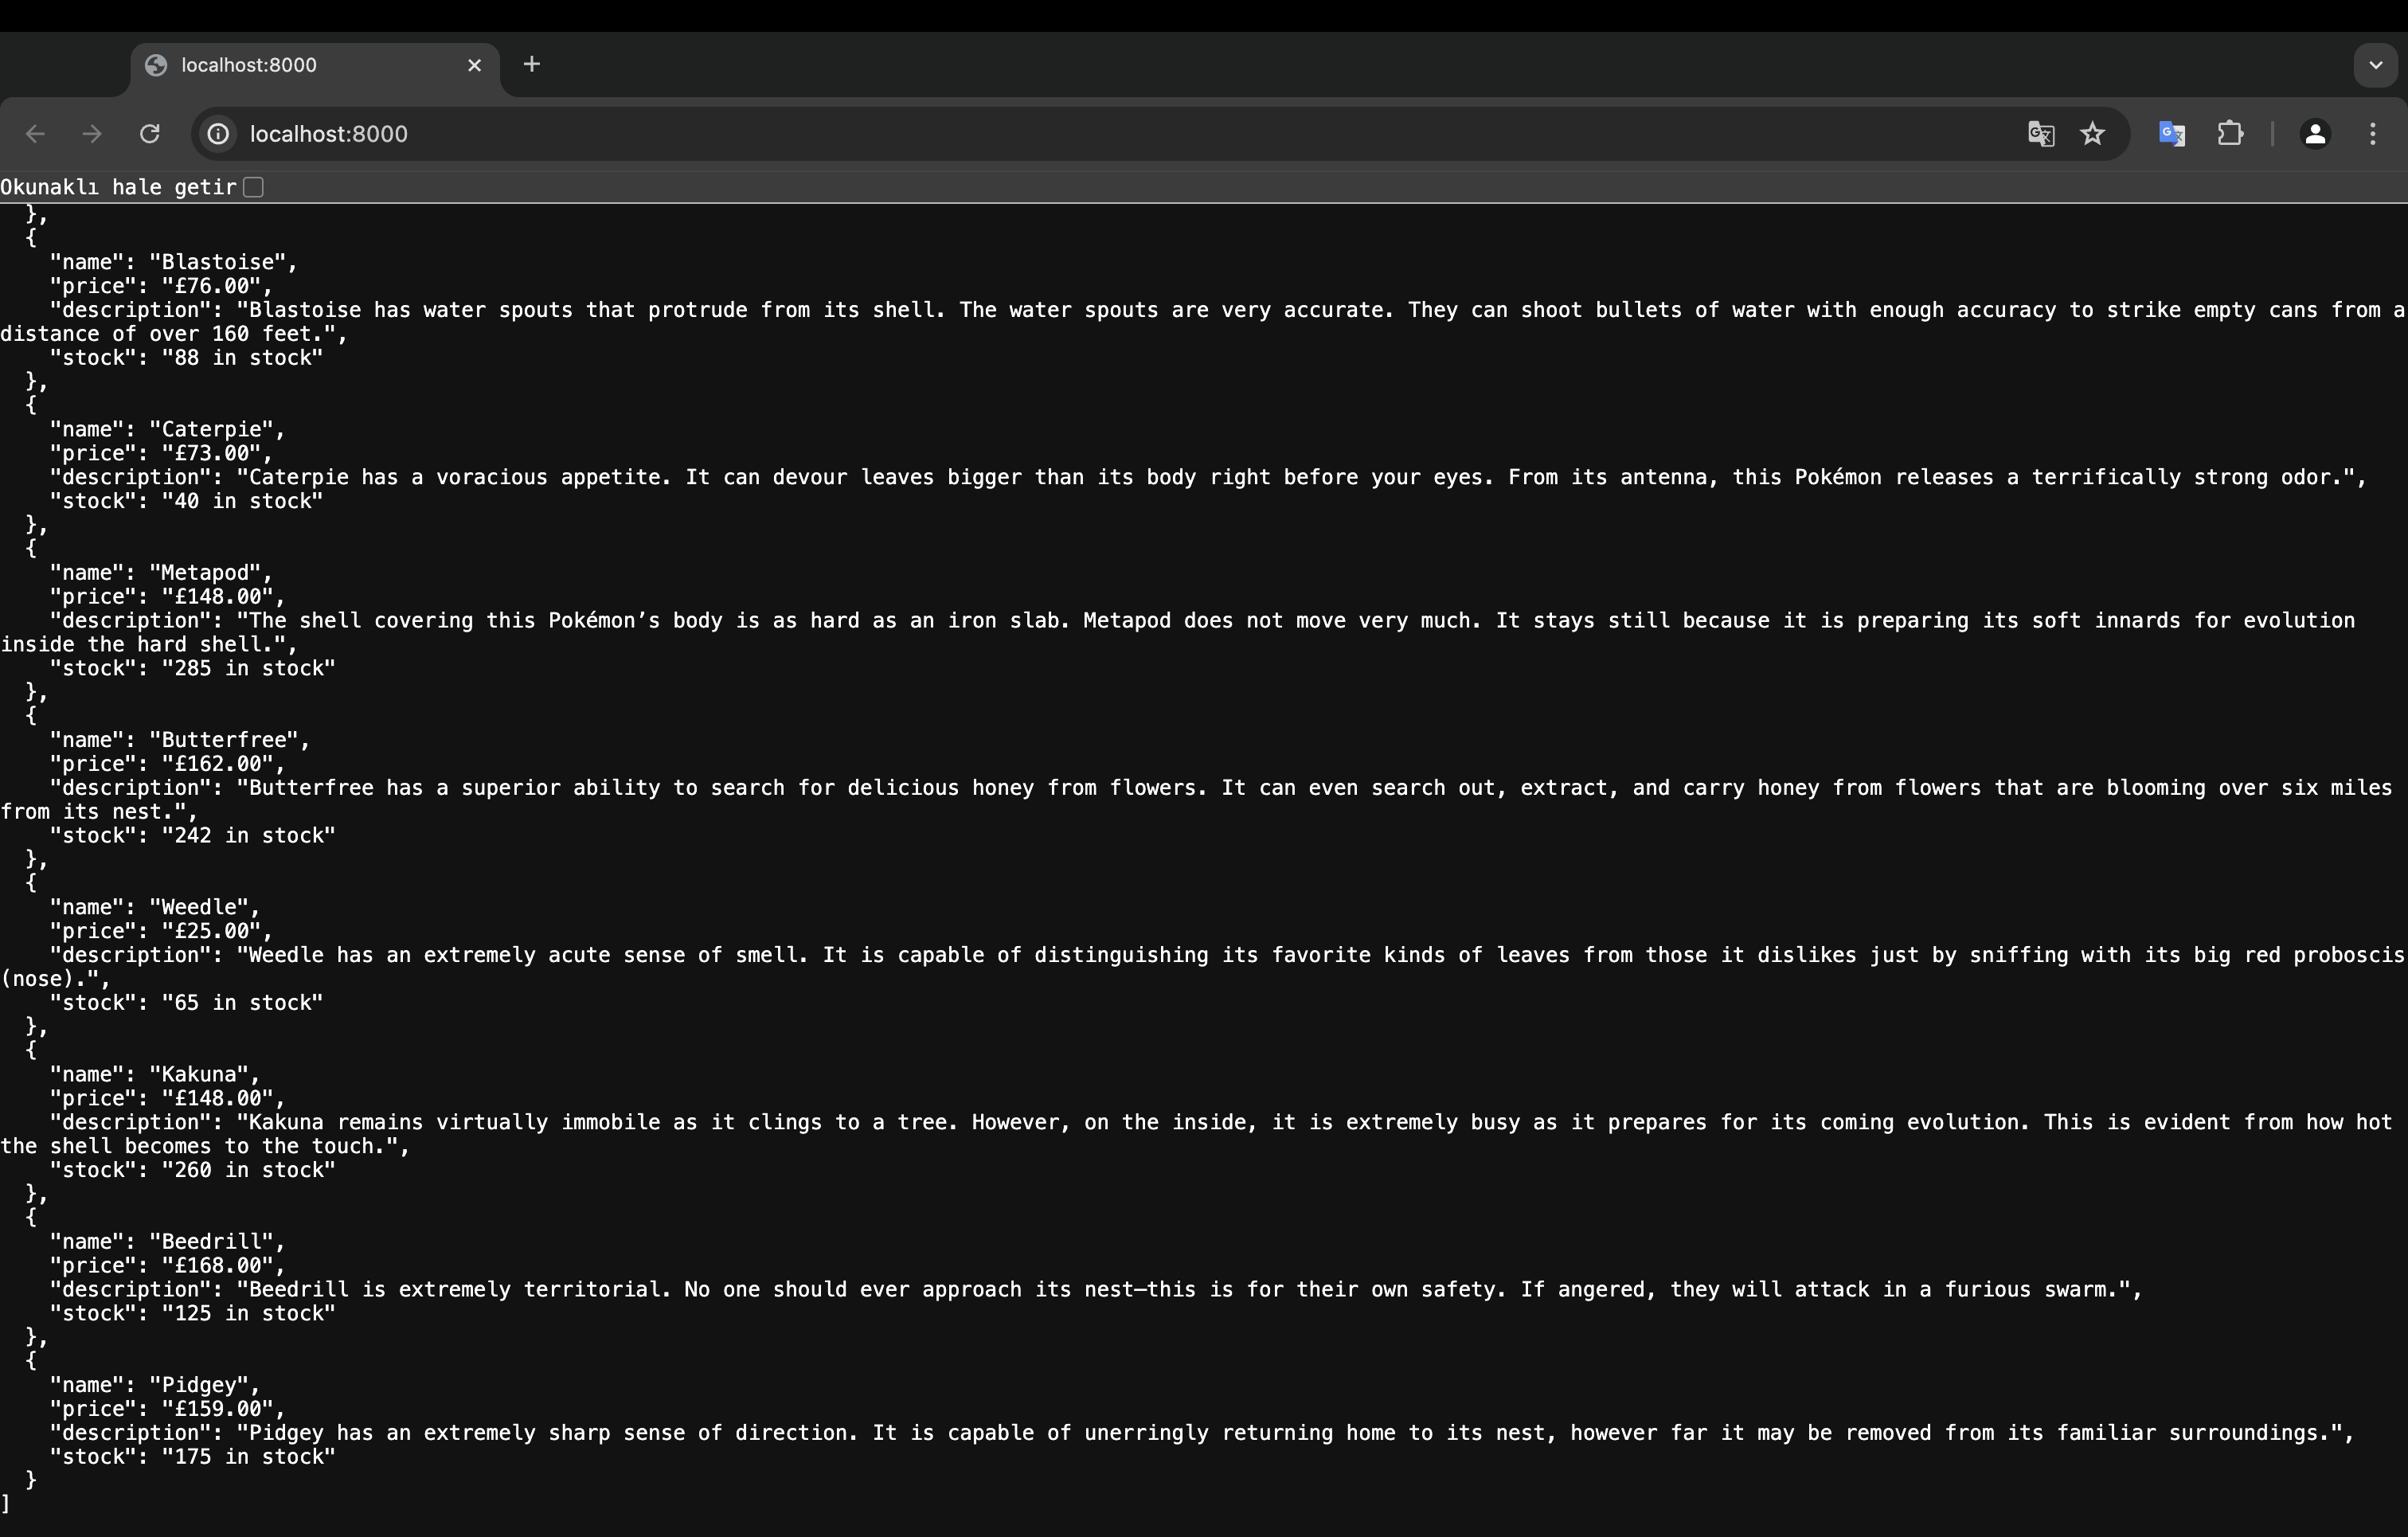 localhost:8000
localhost:8000
Okunaklı hale getir
  },
  {
    "name": "Blastoise",
    "price": "£76.00",
    "description": "Blastoise has water spouts that protrude from its shell. The water spouts are very accurate. They can shoot bullets of water with enough accuracy to strike empty cans from a
distance of over 160 feet.",
    "stock": "88 in stock"
  },
  {
    "name": "Caterpie",
    "price": "£73.00",
    "description": "Caterpie has a voracious appetite. It can devour leaves bigger than its body right before your eyes. From its antenna, this Pokémon releases a terrifically strong odor.",
    "stock": "40 in stock"
  },
  {
    "name": "Metapod",
    "price": "£148.00",
    "description": "The shell covering this Pokémon’s body is as hard as an iron slab. Metapod does not move very much. It stays still because it is preparing its soft innards for evolution
inside the hard shell.",
    "stock": "285 in stock"
  },
  {
    "name": "Butterfree",
    "price": "£162.00",
    "description": "Butterfree has a superior ability to search for delicious honey from flowers. It can even search out, extract, and carry honey from flowers that are blooming over six miles
from its nest.",
    "stock": "242 in stock"
  },
  {
    "name": "Weedle",
    "price": "£25.00",
    "description": "Weedle has an extremely acute sense of smell. It is capable of distinguishing its favorite kinds of leaves from those it dislikes just by sniffing with its big red proboscis
(nose).",
    "stock": "65 in stock"
  },
  {
    "name": "Kakuna",
    "price": "£148.00",
    "description": "Kakuna remains virtually immobile as it clings to a tree. However, on the inside, it is extremely busy as it prepares for its coming evolution. This is evident from how hot
the shell becomes to the touch.",
    "stock": "260 in stock"
  },
  {
    "name": "Beedrill",
    "price": "£168.00",
    "description": "Beedrill is extremely territorial. No one should ever approach its nest—this is for their own safety. If angered, they will attack in a furious swarm.",
    "stock": "125 in stock"
  },
  {
    "name": "Pidgey",
    "price": "£159.00",
    "description": "Pidgey has an extremely sharp sense of direction. It is capable of unerringly returning home to its nest, however far it may be removed from its familiar surroundings.",
    "stock": "175 in stock"
  }
]